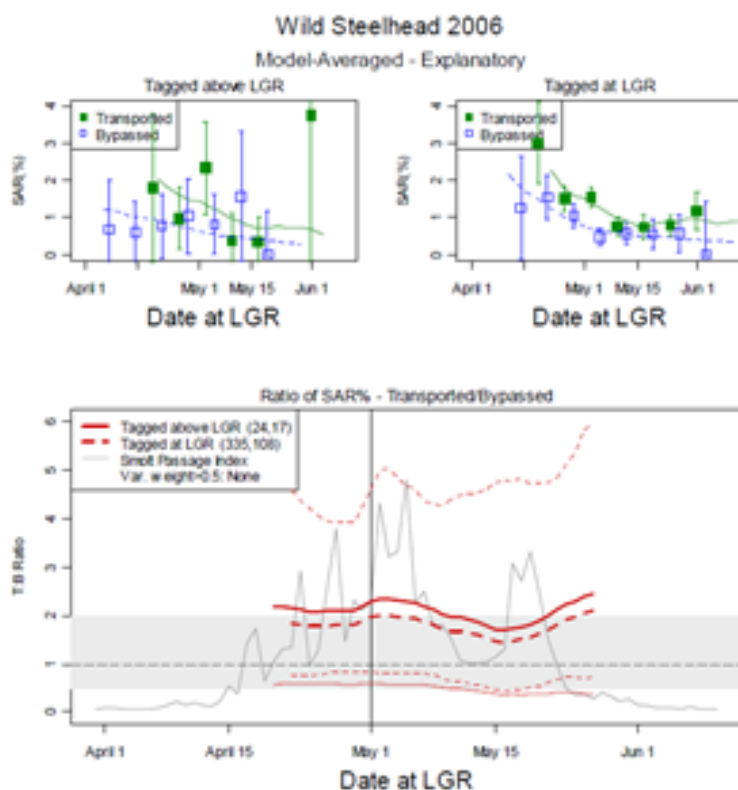 Wild Steelhead 2006
Model-Averaged - Explanatory
Tagged above LGR
Transported
Bypassed
SAR(%)
4
3
2
1
0
April 1
May 1
May 15
Jun 1
Date at LGR
Tagged at LGR
Transported
Bypassed
SAR(%)
4
3
2
1
0
April 1
May 1
May 15
Jun 1
Date at LGR
Ratio of SAR% - Transported/Bypassed
Tagged above LGR (24,17)
Tagged at LGR (335,108)
Smolt Passage Index
Var. weight>0.5: None
T:B Ratio
6
5
4
3
2
1
0
April 1
April 15
May 1
May 15
Jun 1
Date at LGR